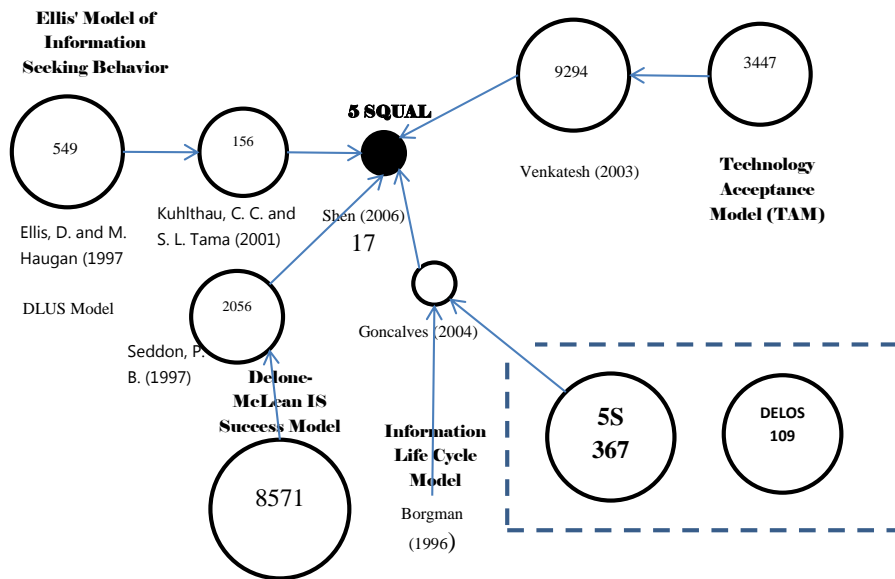 Ellis' Model of
Information
Seeking Behavior
549
156
5 SQUAL
9294
3447
Ellis, D. and M.
Haugan (1997
Kuhlthau, C. C. and
S. L. Tama (2001)
Shen (2006)
17
Venkatesh (2003)
Technology
Acceptance
Model (TAM)
DLUS Model
2056
Goncalves (2004)
Seddon, P.
B. (1997)
Delone-
McLean IS
Success Model
8571
Information
Life Cycle
Model
Borgman
(1996)
5S
367
DELOS
109